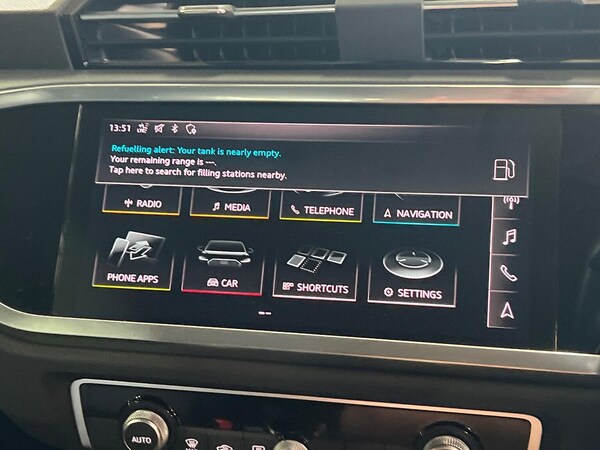 13:51
Refuelling alert: Your tank is nearly empty.
Your remaining range is ---.
Tap here to search for filling stations nearby.
RADIO
MEDIA
TELEPHONE
NAVIGATION
PHONE APPS
CAR
SHORTCUTS
SETTINGS
AUTO